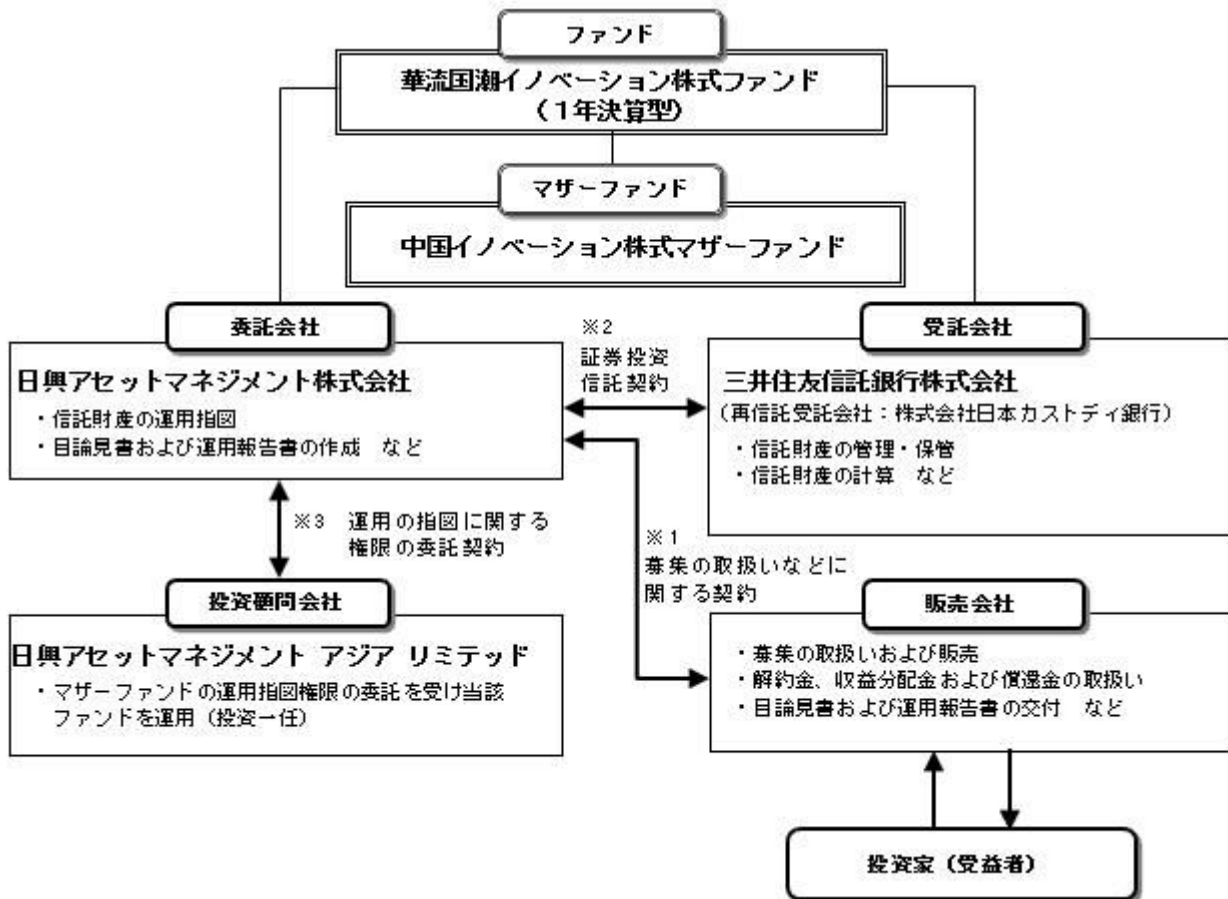 ファンド
華流国潮イノベーション株式ファンド
(1年決算型)
マザーファンド
中国イノベーション株式マザーファンド
委託会社
日興アセットマネジメント株式会社
・信託財産の運用指図
・目論見書および運用報告書の作成 など
※2
証券投資
信託契約
受託会社
三井住友信託銀行株式会社
(再信託受託会社:株式会社日本カストディ銀行)
・信託財産の管理・保管
・信託財産の計算 など
※3 運用の指図に関する
権限の委託契約
※1
募集の取扱いなどに
関する契約
投資顧問会社
日興アセットマネジメント アジア リミテッド
・マザーファンドの運用指図権限の委託を受け当該
ファンドを運用(投資一任)
販売会社
・募集の取扱いおよび販売
・解約金、収益分配金および償還金の取扱い
・目論見書および運用報告書の交付 など
投資家(受益者)